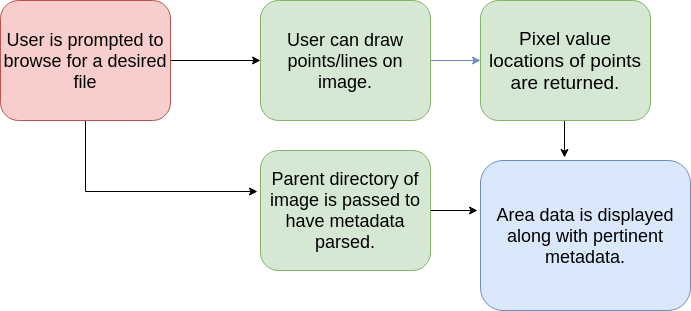 User is prompted to
browse for a desired
file
User can draw
points/lines on
image.
Pixel value
locations of points
are returned.
Parent directory of
image is passed to
have metadata
parsed.
Area data is displayed
along with pertinent
metadata.